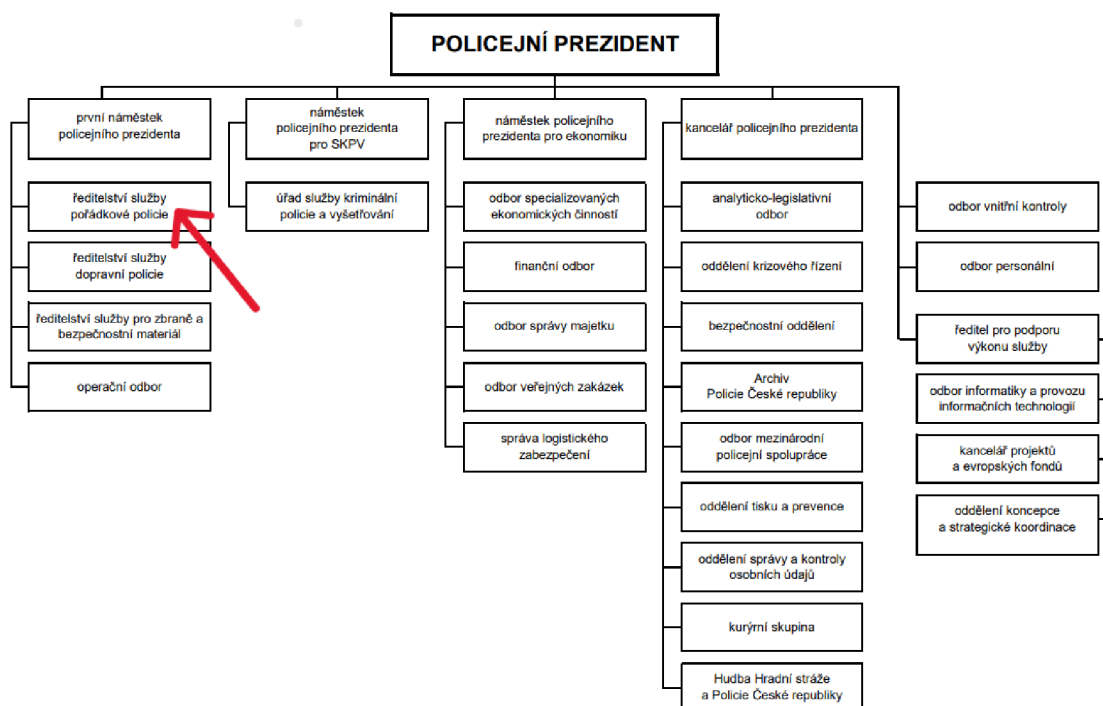 POLICEJNÍ PREZIDENT
první náměstek
policejního prezidenta
ředitelství služby
pořádkové policie
ředitelství služby
dopravní policie
ředitelství služby pro zbraně a
bezpečnostní materiál
operační odbor
náměstek
policejního prezidenta
pro SKPV
úřad služby kriminální
policie a vyšetřování
náměstek policejního
prezidenta pro ekonomiku
odbor specializovaných
ekonomických činností
finanční odbor
odbor správy majetku
odbor veřejných zakázek
správa logistického
zabezpečení
kancelář policejního prezidenta
analyticko-legislativní
odbor
oddělení krizového řízení
bezpečnostní oddělení
Archiv
Policie České republiky
odbor mezinárodní
policejní spolupráce
oddělení tisku a prevence
oddělení správy a kontroly
osobních údajů
kurýrní skupina
Hudba Hradní stráže
a Policie České republiky
odbor vnitřní kontroly
odbor personální
ředitel pro podporu
výkonu služby
odbor informatiky a provozu
informačních technologií
kancelář projektů
a evropských fondů
oddělení koncepce
a strategické koordinace